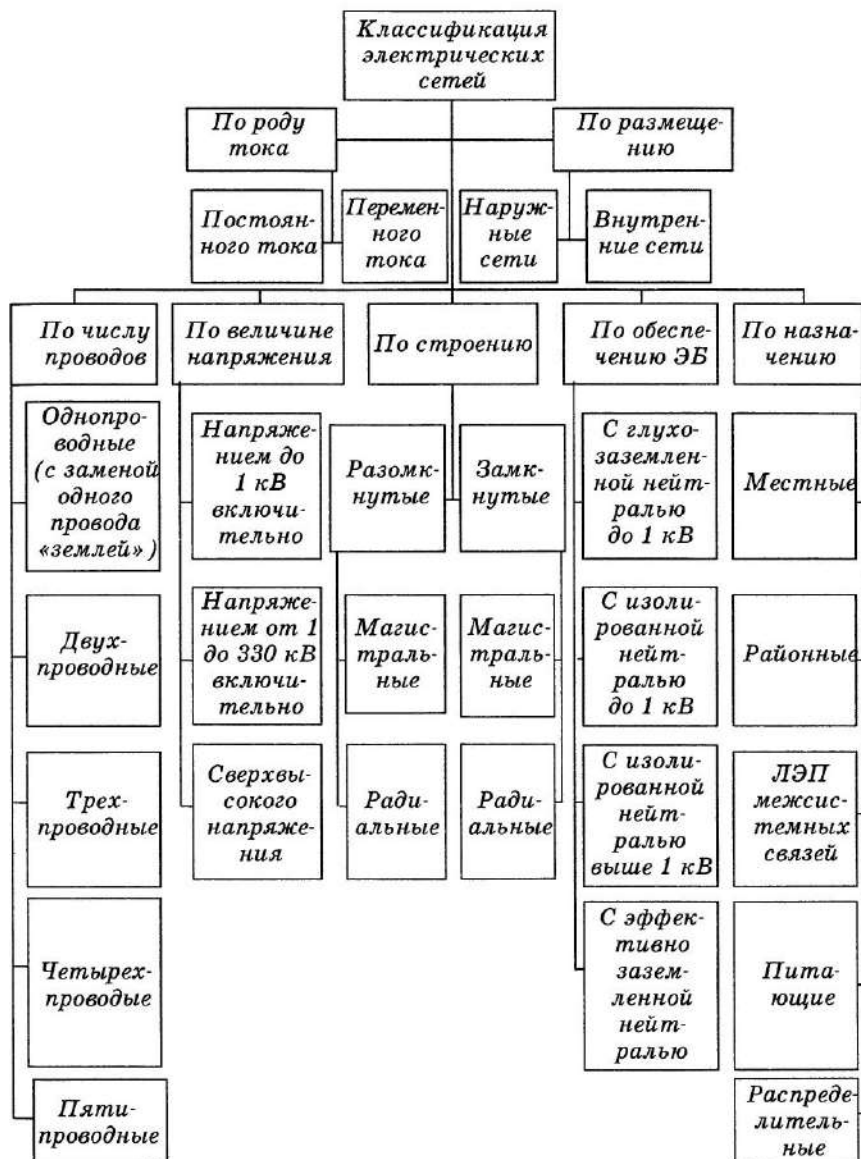 Классификация
электрических
сетей
По роду
тока
По размеще-
нию
Постоян-
ного тока
Перемен-
ного
тока
Наруж-
ные
сети
Внутрен-
ние сети
По числу
проводов
По величине
напряжения
По строению
По обеспе-
чению ЭБ
По назна-
чению
Однопро-
водные
(с заменой
одного
провода
«землей»)
Двух-
проводные
Трех-
проводные
Четырех-
проводые
Пяти-
проводные
Напряже-
нием до
1 кВ
включи-
тельно
Напряже-
нием от 1
до 330 кВ
включи-
тельно
Сверхвы-
сокого
напряже-
ния
Разомк-
нутые
Магис-
траль-
ные
Ради-
альные
Замк-
нутые
Магис-
траль-
ные
Ради-
альные
С глухо-
заземлен-
ной нейт-
ралью
до 1 кВ
С изоли-
рованной
нейт-
ралью
до 1 кВ
С изоли-
рованной
нейт-
ралью
выше 1 кВ
С эффек-
тивно
зазем-
ленной
нейт-
ралью
Местные
Районные
ЛЭП
межсис-
темных
связей
Пита-
ющие
Распреде-
литель-
ные